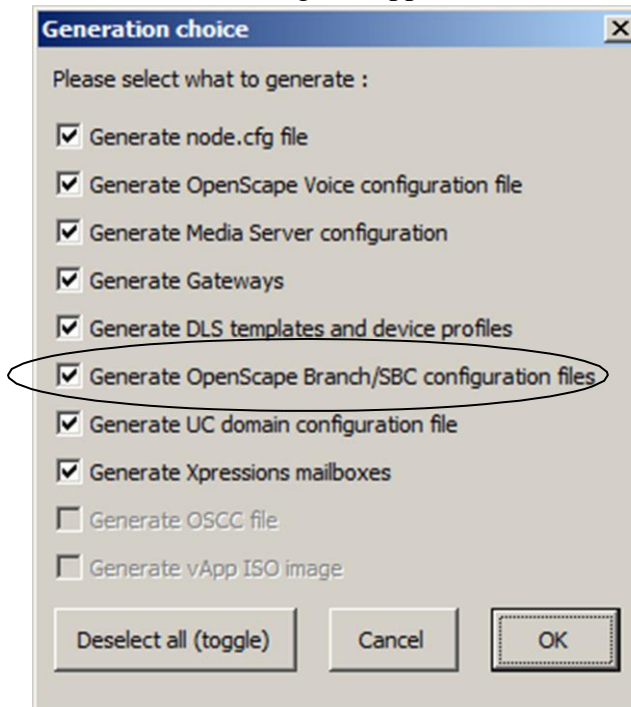 Generation choice
Please select what to generate :
Generate node.cfg file
Generate OpenScape Voice configuration file
Generate Media Server configuration
Generate Gateways
Generate DLS templates and device profiles
Generate OpenScape Branch/SBC configuration files
Generate UC domain configuration file
Generate Xpressions mailboxes
Generate OSCC file
Generate vApp ISO image
Deselect all (toggle) Cancel OK